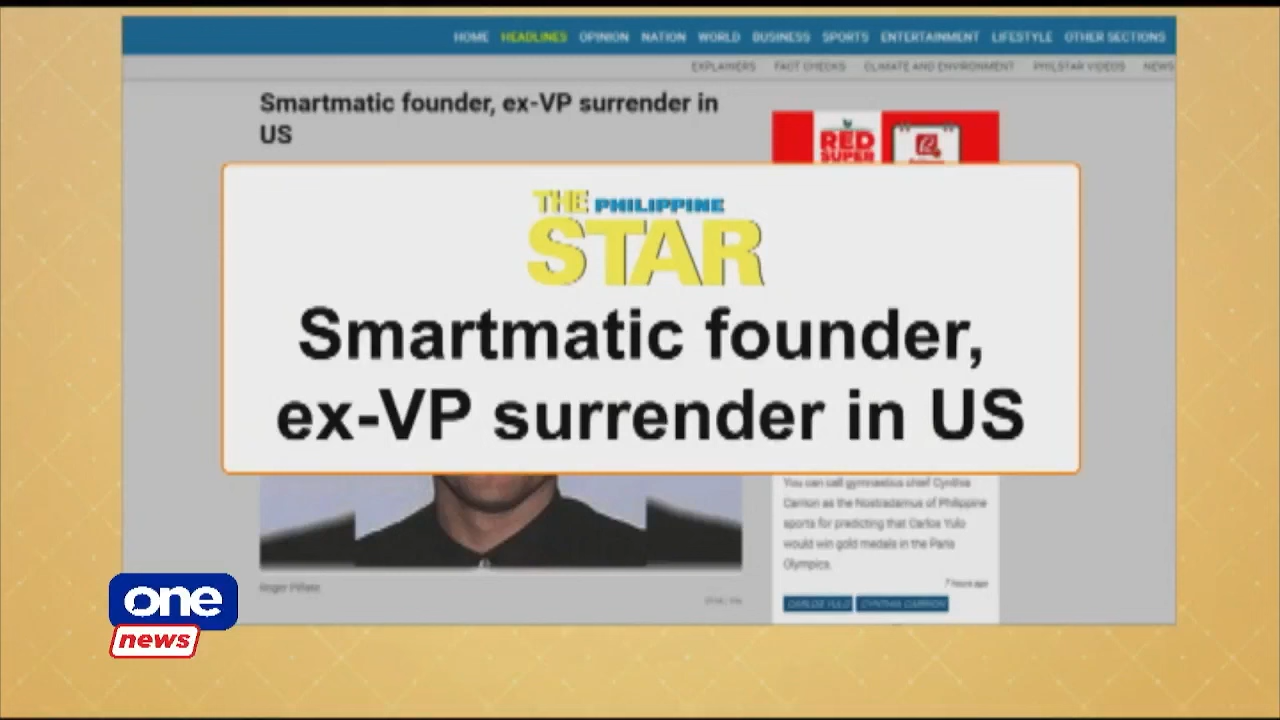 HOME HEADLINES OPINION NATION WORLD BUSINESS SPORTS ENTERTAINMENT LIFESTYLE OTHER SECTIONS
EXPLAINERS FACT CHECKS CLIMATE AND ENVIRONMENT PHILSTAR VIDEOS NEWS
Smartmatic founder, ex-VP surrender in
US
RED
SUPER
THE PHILIPPINE
STAR
Smartmatic founder,
ex-VP surrender in US
You can call gymnastics chief Cynthia
Carrion as the Nostradamus of Philippine
sports for predicting that Carlos Yulo
would win gold medals in the Paris
Olympics.
7 hours ago
CARLOS YULO CYNTHIA CARRION
Roger Piñate
one
news